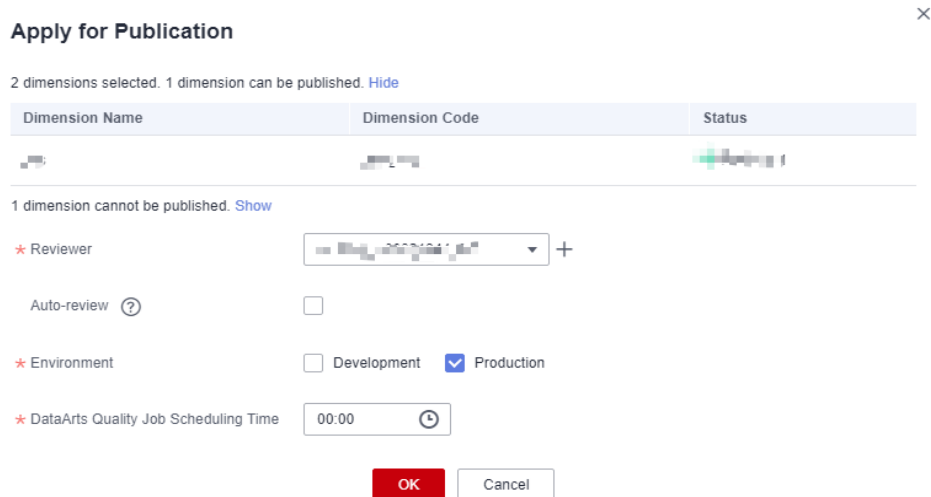 Apply for Publication
2 dimensions selected. 1 dimension can be published. Hide
Dimension Name Dimension Code Status
1 dimension cannot be published. Show
* Reviewer
Auto-review ?
* Environment Development Production
* DataArts Quality Job Scheduling Time 00:00
OK Cancel